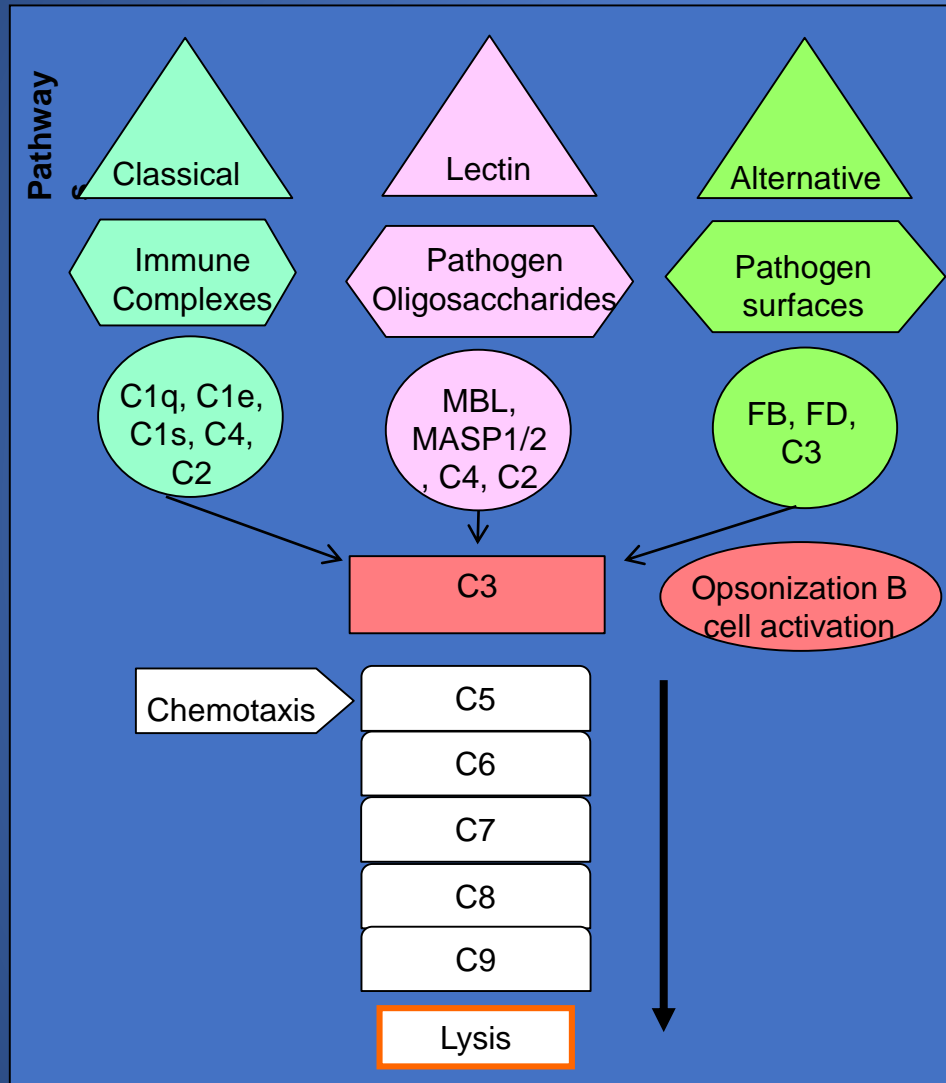 Pathway
s
Classical
Lectin
Alternative
Immune
Complexes
Pathogen
Oligosaccharides
Pathogen
surfaces
C1q, C1e,
C1s, C4,
C2
MBL,
MASP1/2
, C4, C2
FB, FD,
C3
C3
Opsonization B
cell activation
Chemotaxis
C5
C6
C7
C8
C9
Lysis